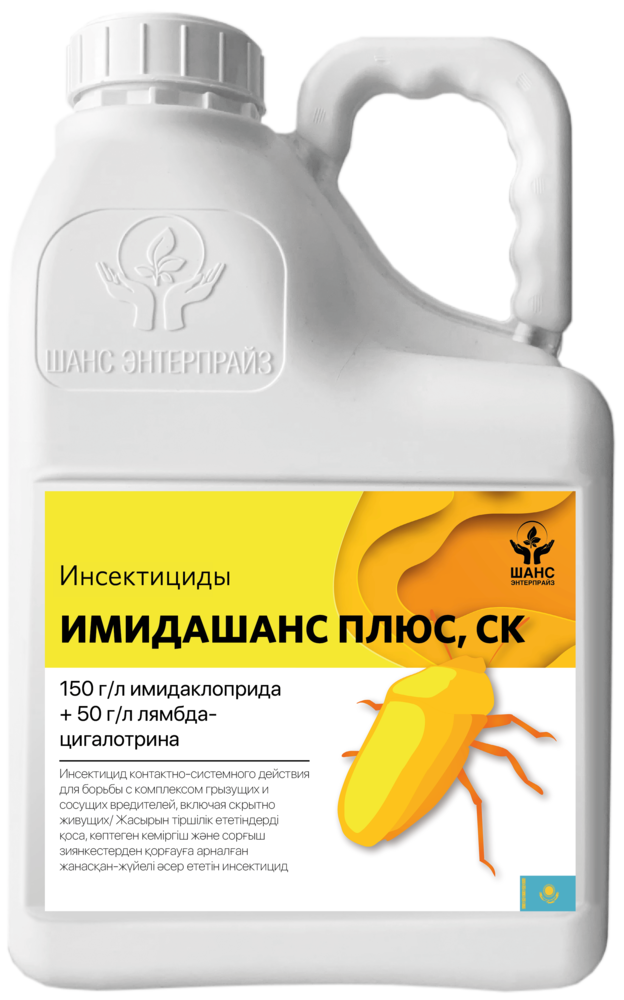 ШАНС ЭНТЕРПРАЙЗ
ШАНС
ЭНТЕРПРАЙЗ
Инсектициды
ИМИДАШАНС ПЛЮС, СК
150 г/л имидаклоприда
+ 50 г/л лямбда-
цигалотрина
Инсектицид контактно-системного действия
для борьбы с комплексом грызущих и
сосущих вредителей, включая скрытно
живущих/ Жасырын тіршілік ететіндерді
қоса, көптеген кеміргіш және сорғыш
зиянкестерден қорғауға арналған
жанасқан-жүйелі әсер ететін инсектицид